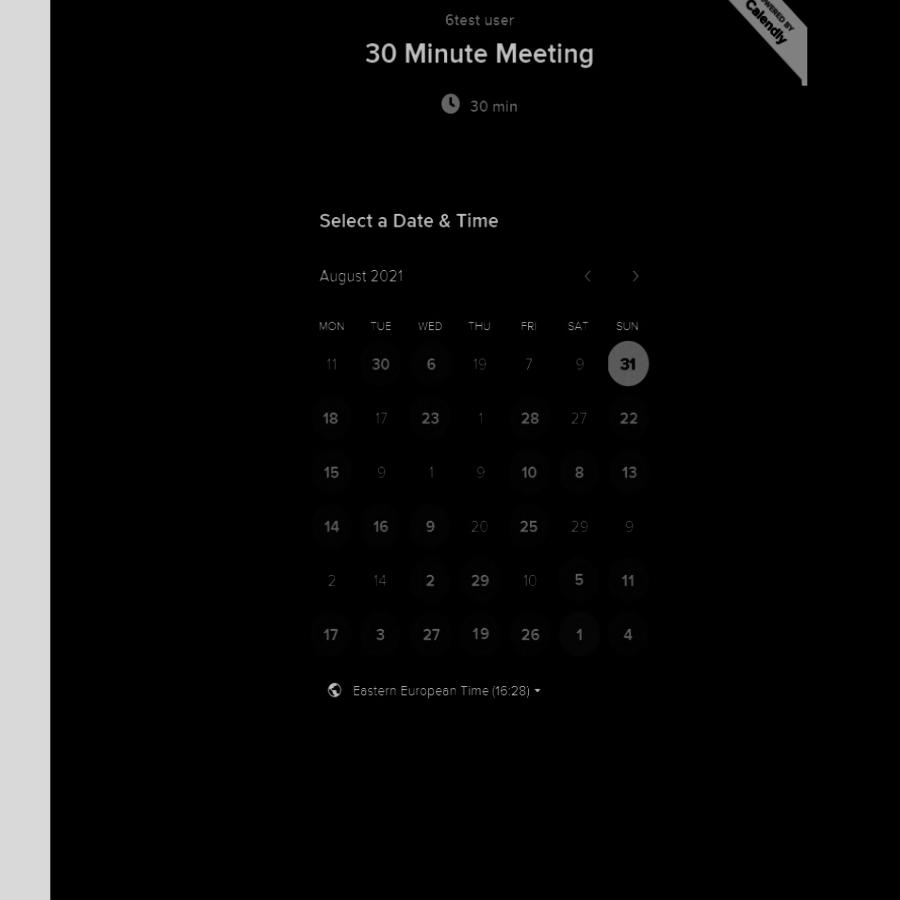 6test user
POWERED BY
Calendly
30 Minute Meeting
30 min
Select a Date & Time
August 2021
MON TUE WED THU FRI SAT SUN
11 30 6 19 7 9 31
18 17 23 1 28 27 22
15 9 1 9 10 8 13
14 16 9 20 25 29 9
2 14 2 29 10 5 11
17 3 27 19 26 1 4
Eastern European Time (16:28)